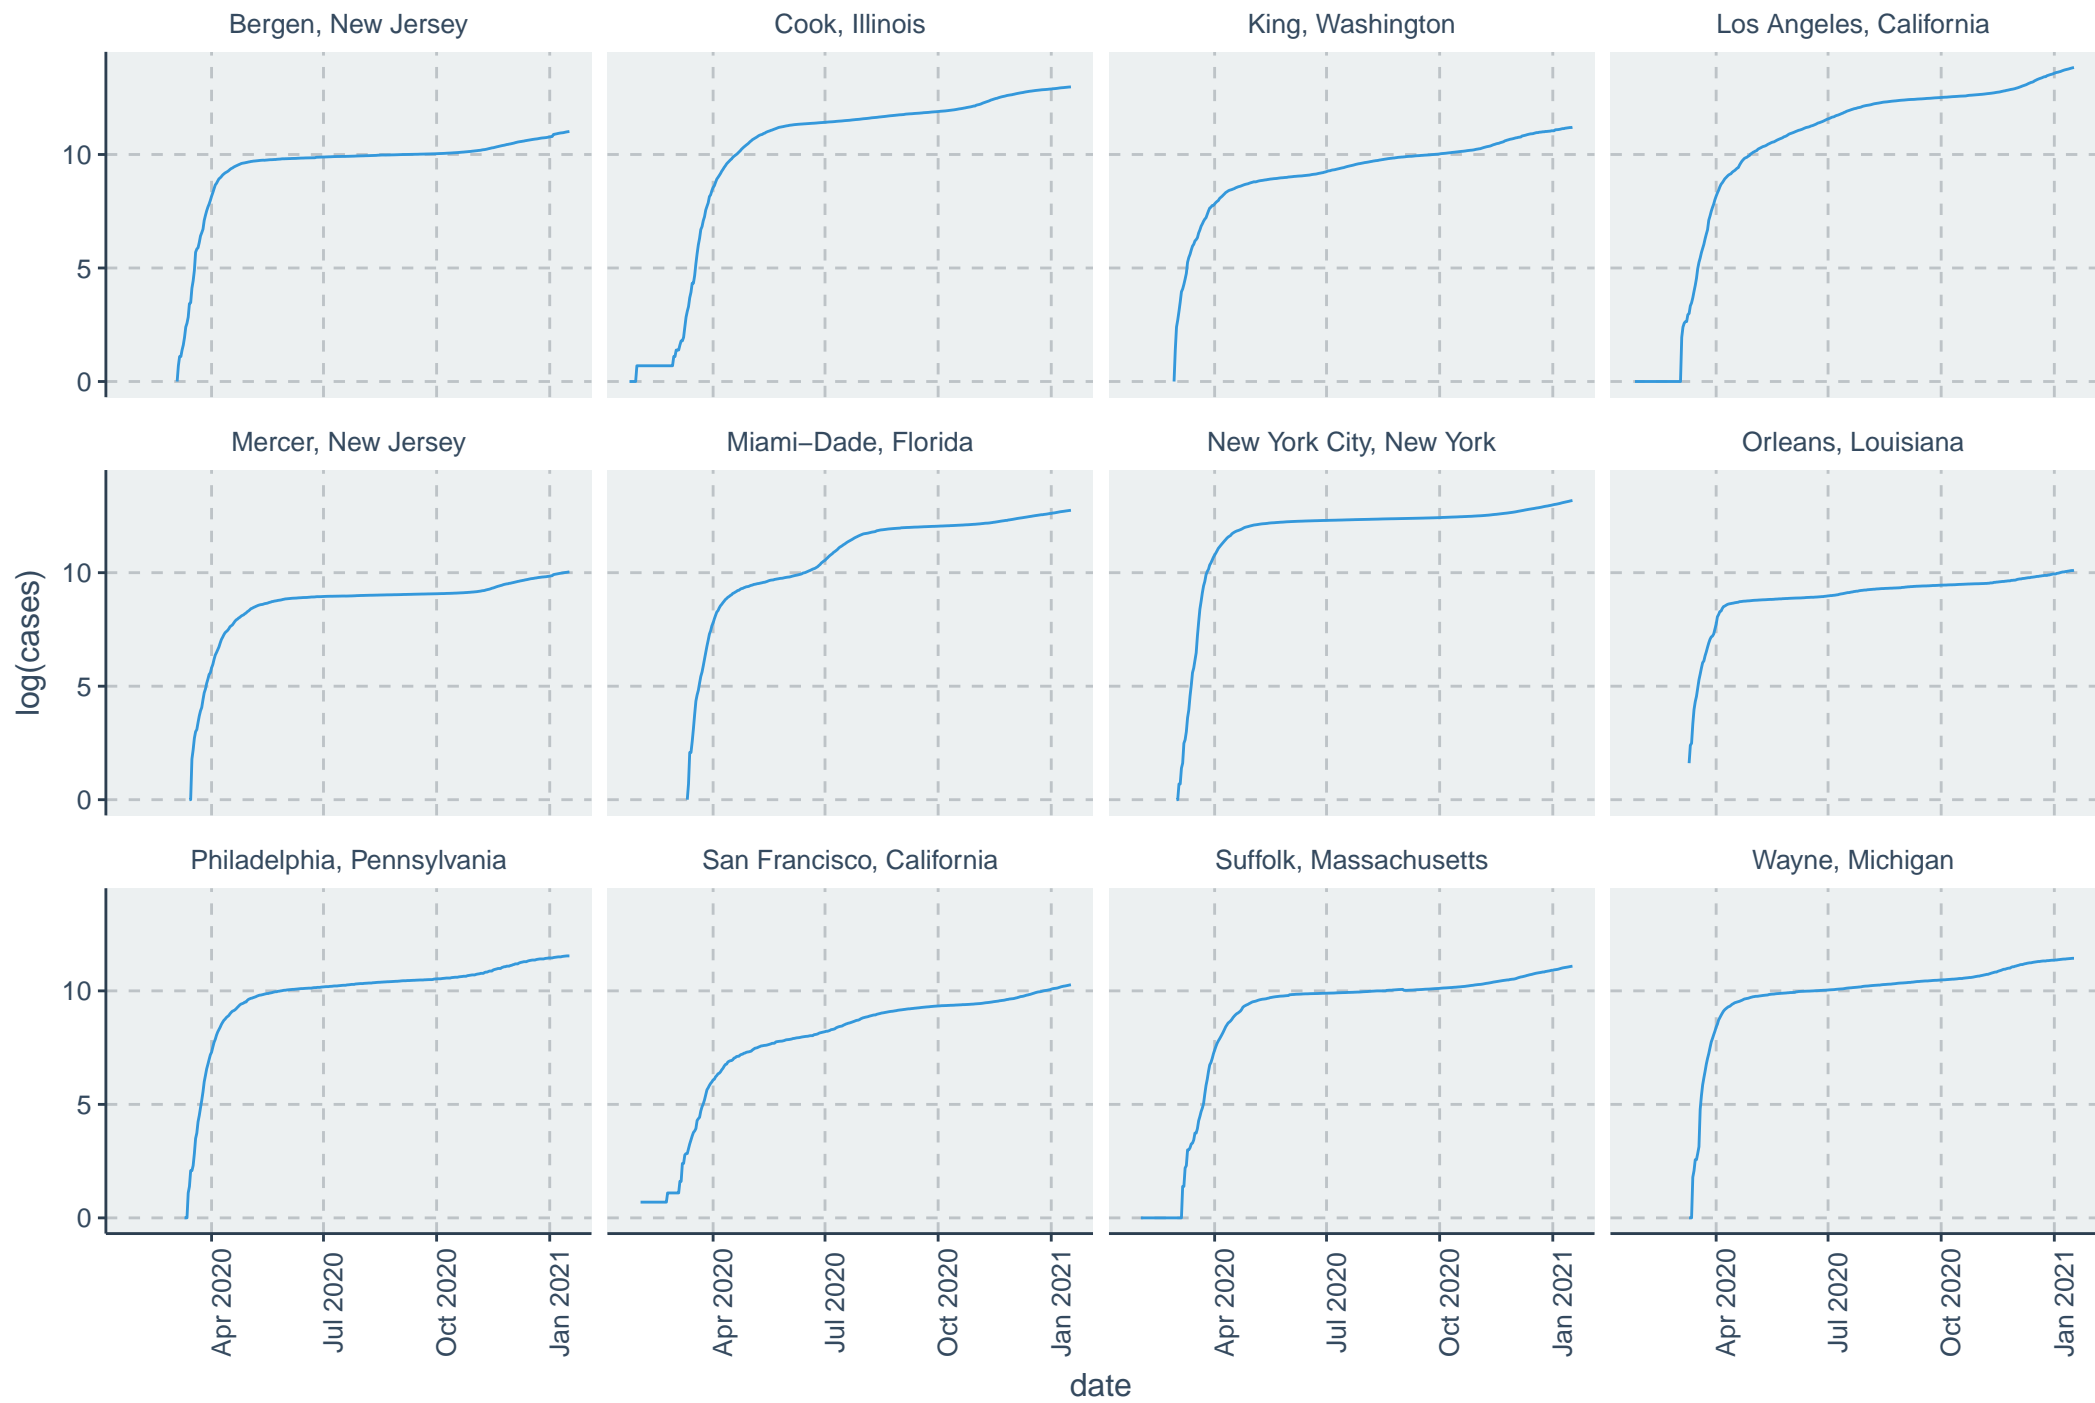 Bergen, New Jersey
Cook, Illinois
King, Washington
Los Angeles, California
10
5
0
Mercer, New Jersey
Miami−Dade, Florida
New York City, New York
Orleans, Louisiana
10
5
0
log(cases)
Philadelphia, Pennsylvania
San Francisco, California
Suffolk, Massachusetts
Wayne, Michigan
10
5
0
Apr 2020
Jul 2020
Oct 2020
Jan 2021
Apr 2020
Jul 2020
Oct 2020
Jan 2021
Apr 2020
Jul 2020
Oct 2020
Jan 2021
Apr 2020
Jul 2020
Oct 2020
Jan 2021
date